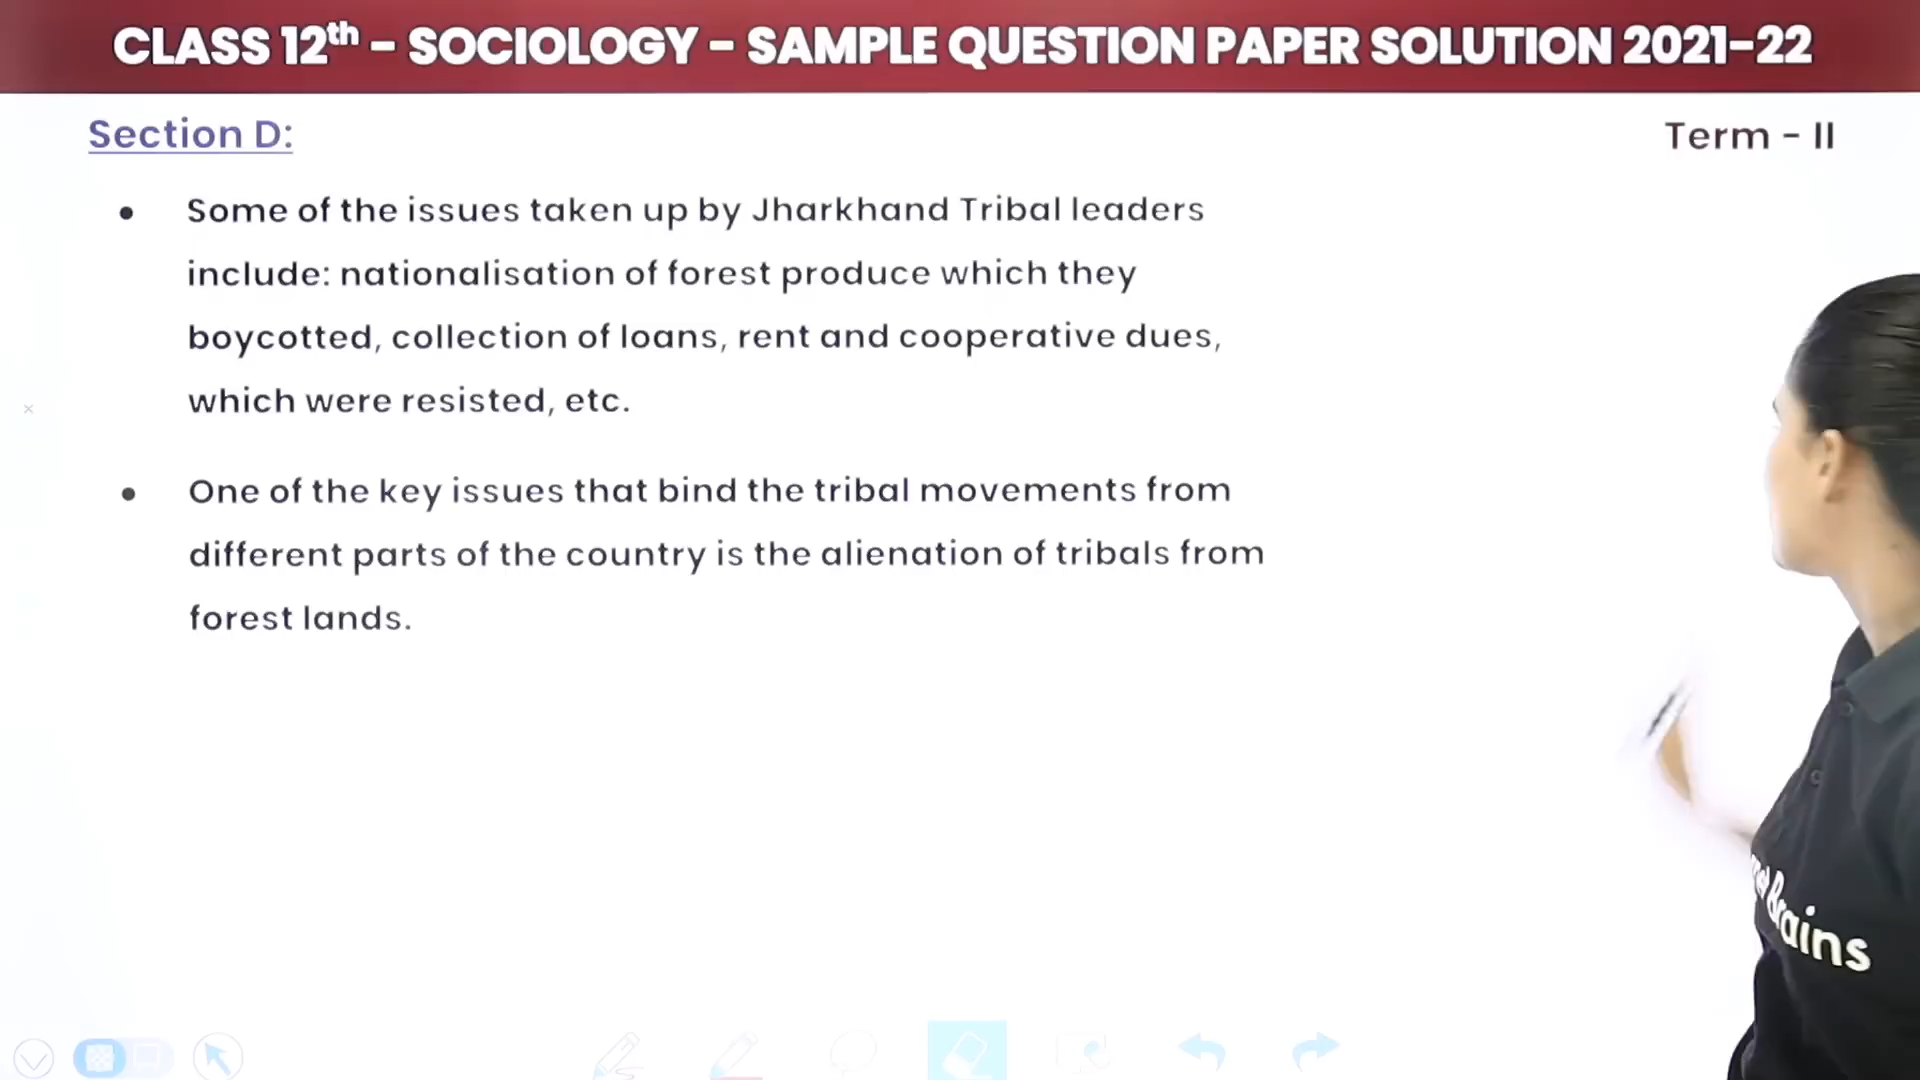 CLASS 12th – SOCIOLOGY – SAMPLE QUESTION PAPER SOLUTION 2021-22
Section D:
Term - II
• Some of the issues taken up by Jharkhand Tribal leaders
include: nationalisation of forest produce which they
boycotted, collection of loans, rent and cooperative dues,
which were resisted, etc.
• One of the key issues that bind the tribal movements from
different parts of the country is the alienation of tribals from
forest lands.
Brains